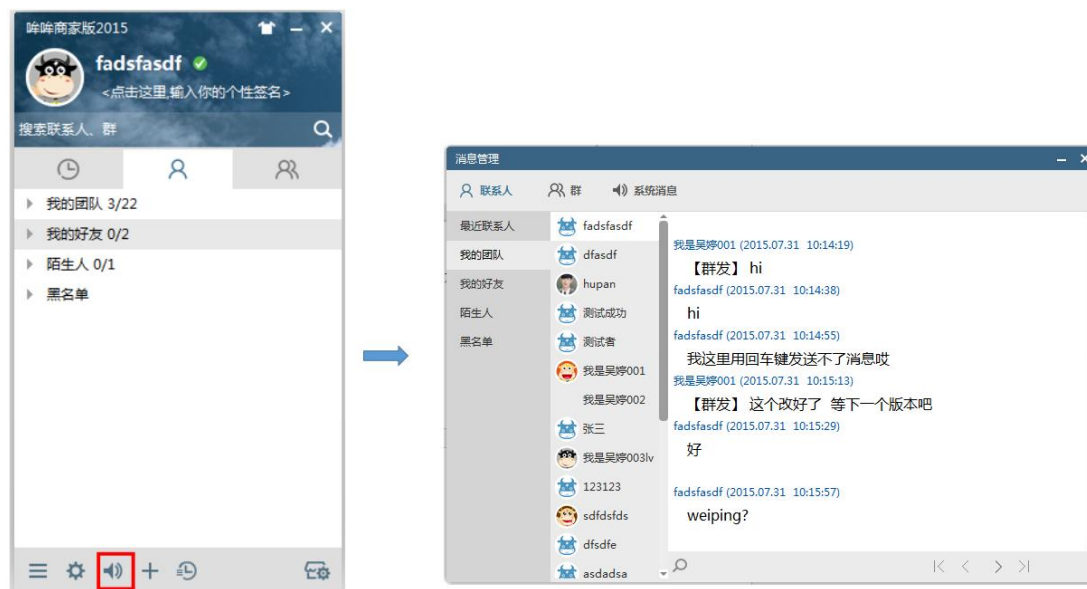 哞哞商家版2015
fadsfasdf
<点击这里,输入你的个性签名>
搜索联系人、群
我的团队 3/22
我的好友 0/2
陌生人 0/1
黑名单
消息管理
联系人 群 系统消息
最近联系人
我的团队
我的好友
陌生人
黑名单
fadsfasdf
dfasdf
hupan
测试成功
测试者
我是吴婷001
我是吴婷002
张三
我是吴婷003lv
123123
sdfdsfds
dfsdfe
asdadsa
我是吴婷001 (2015.07.31 10:14:19)
【群发】 hi
fadsfasdf (2015.07.31 10:14:38)
hi
fadsfasdf (2015.07.31 10:14:55)
我这里用回车键发送不了消息哎
我是吴婷001 (2015.07.31 10:15:13)
【群发】 这个改好了 等下一个版本吧
fadsfasdf (2015.07.31 10:15:29)
好
fadsfasdf (2015.07.31 10:15:57)
weiping?